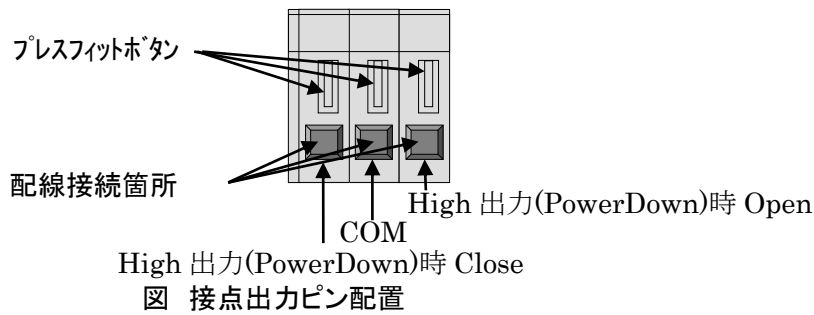 プレスフィットボタン
配線接続箇所
High 出力(PowerDown)時 Open
COM
High 出力(PowerDown)時 Close
図 接点出力ピン配置